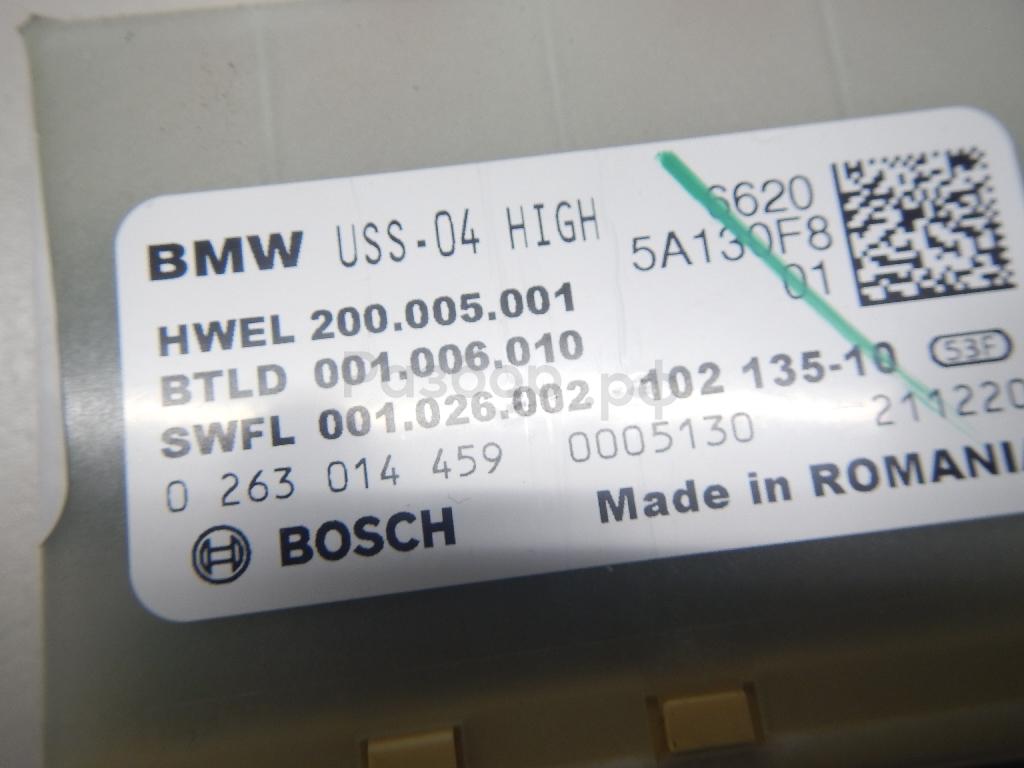 BMW USS-04 HIGH
6620
5A130F8
01
HWEL 200.005.001
BTLD 001.006.010
SWFL 001.026.002
102 135-10
53F
0 263 014 459
0005130
211220
BOSCH
Made in ROMANIA
Разбор.рф